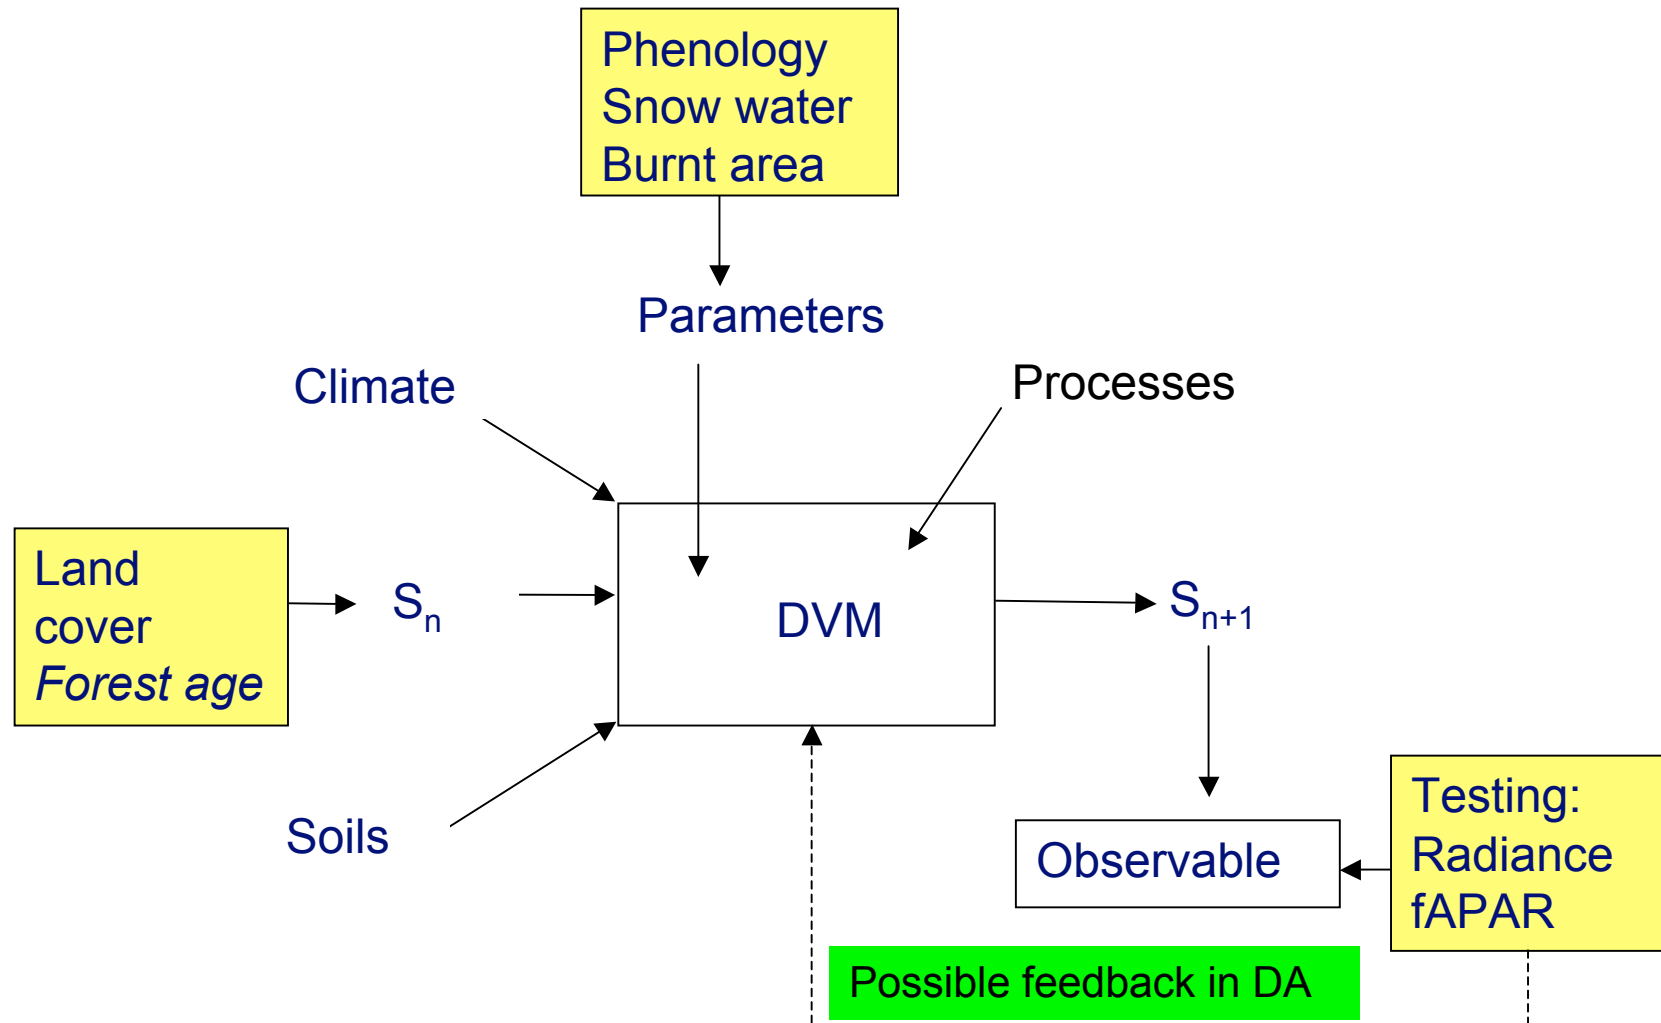 Phenology
Snow water
Burnt area
Parameters
Climate
Processes
Land
cover
Forest age
Sn
DVM
Sn+1
Soils
Observable
Testing:
Radiance
fAPAR
Possible feedback in DA